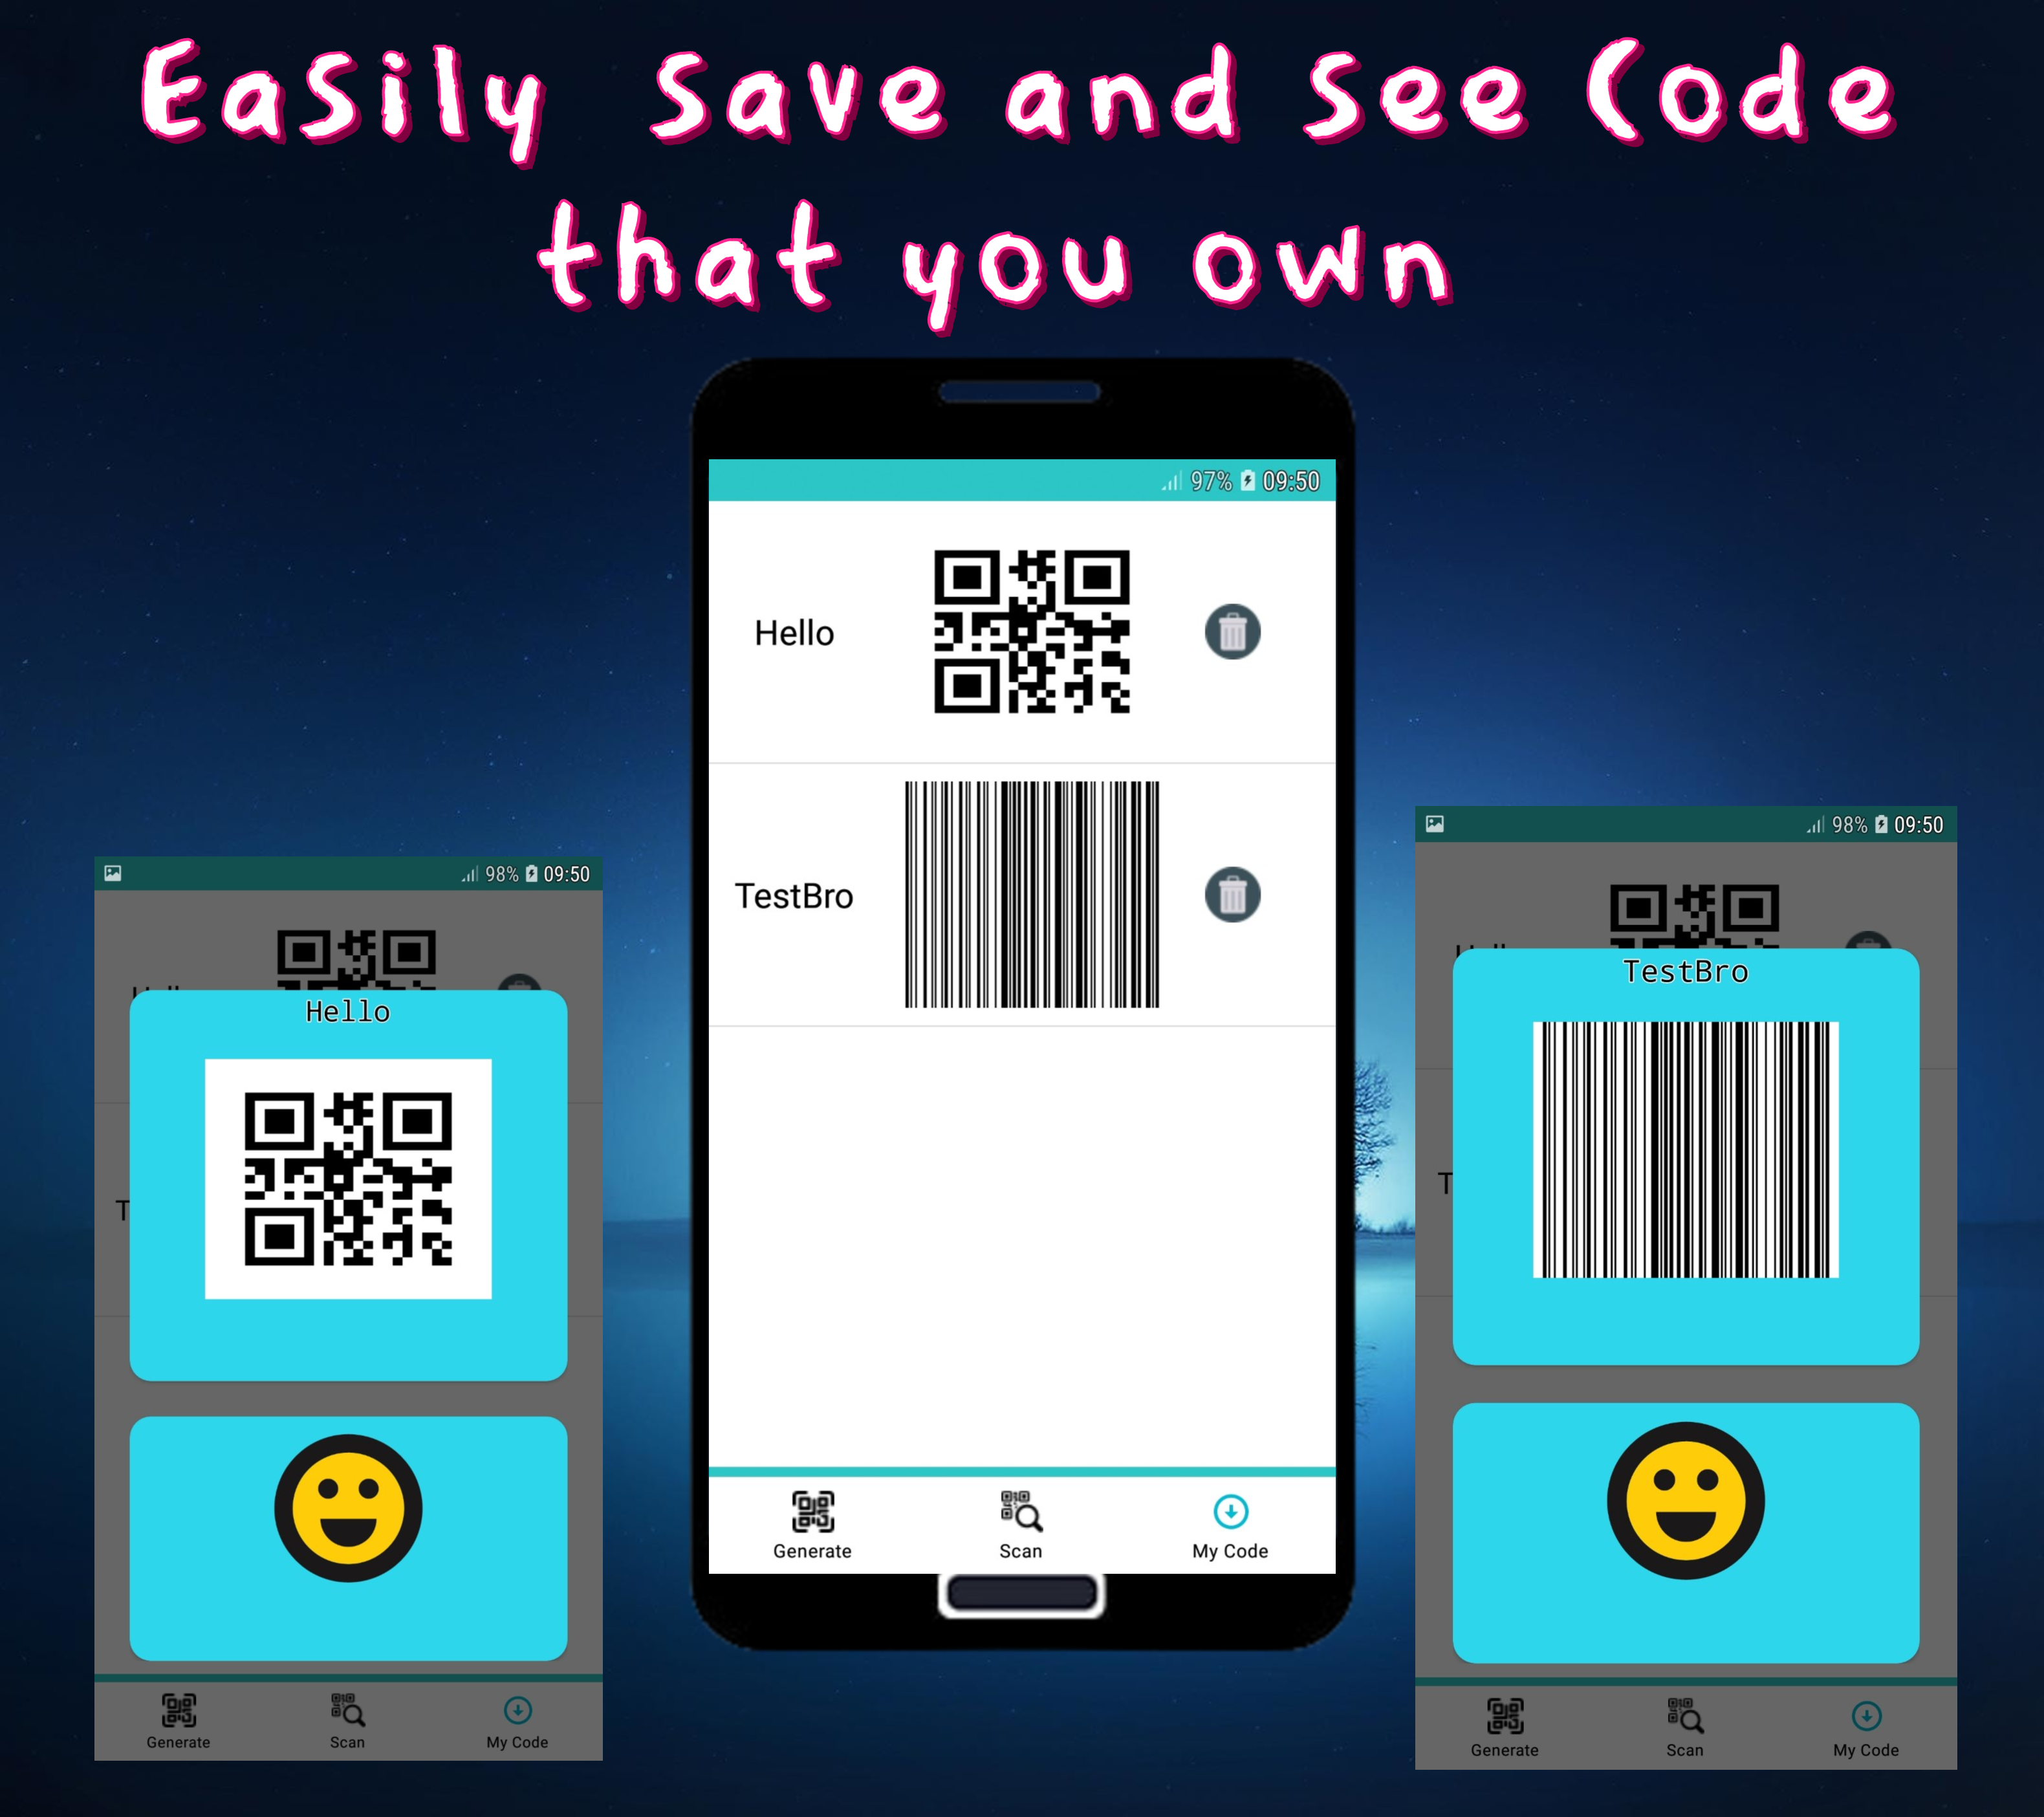 Easily Save and See Code
that you own
97% 09:50
Hello
TestBro
Generate Scan My Code
98% 09:50
Hello
T
Generate Scan My Code
98% 09:50
TestBro
T
Generate Scan My Code